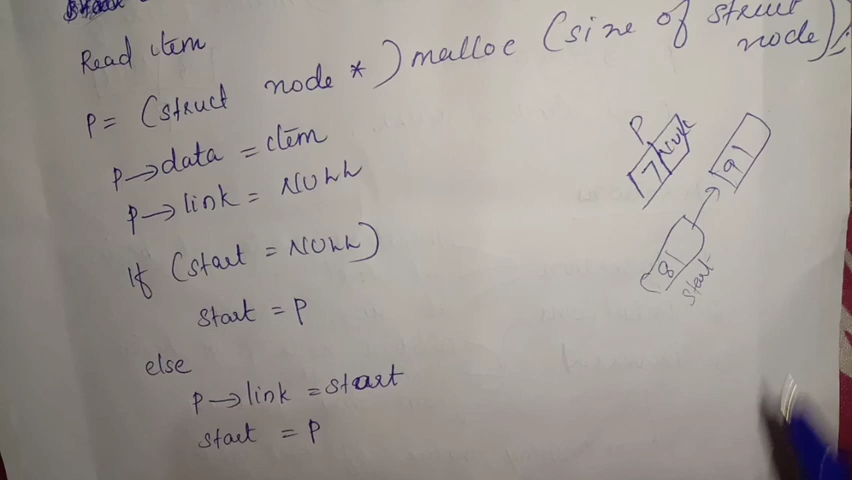 Read item
P = (struct node *) malloc (size of struct node);
P→data = item
P→link = NULL
If (start = NULL)
start = P
else
P→link = start
start = P
P
7 NULL
9
8
start